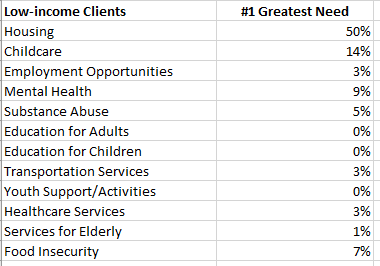 Low-income Clients #1 Greatest Need
Housing 50%
Childcare 14%
Employment Opportunities 3%
Mental Health 9%
Substance Abuse 5%
Education for Adults 0%
Education for Children 0%
Transportation Services 3%
Youth Support/Activities 0%
Healthcare Services 3%
Services for Elderly 1%
Food Insecurity 7%